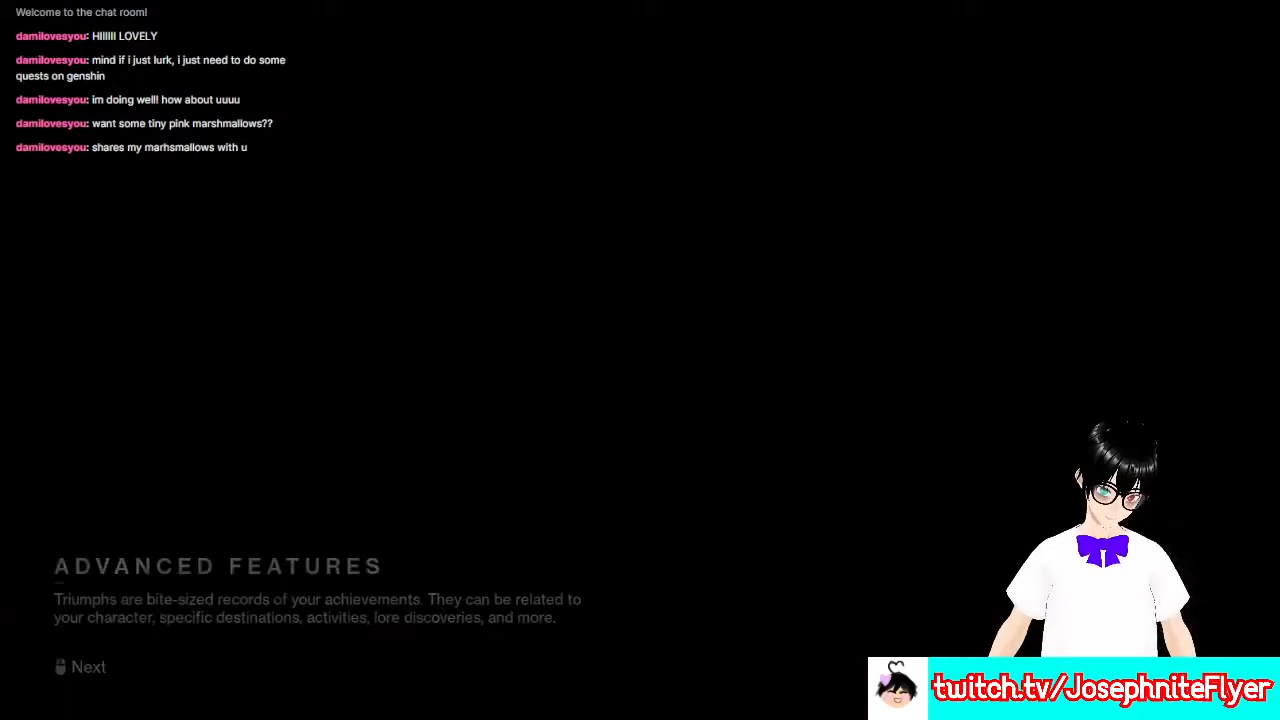 Welcome to the chat room!
damilovesyou: HIIIIII LOVELY
damilovesyou: mind if i just lurk, i just need to do some
quests on genshin
damilovesyou: im doing well! how about uuuu
damilovesyou: want some tiny pink marshmallows??
damilovesyou: shares my marhsmallows with u
ADVANCED FEATURES
Triumphs are bite-sized records of your achievements. They can be related to
your character, specific destinations, activities, lore discoveries, and more.
Next
twitch.tv/JosephniteFlyer